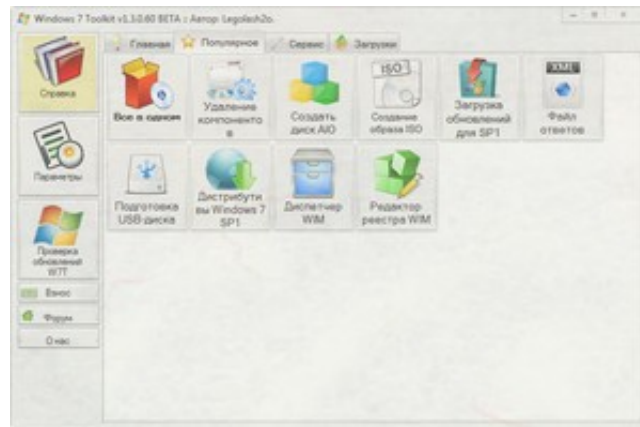 Windows 7 Toolkit v1.3.0.60 BETA :: Автор: Legolash2o.
Главная
Популярное
Сервис
Загрузки
Справка
Параметры
Проверка
обновления
W7T
Взнос
Форум
О нас
Все в одном
Удаление
компоненто
в
Создать
диск AIO
ISO
Создание
образа ISO
Загрузка
обновлений
для SP1
XML
Файл
ответов
Подготовка
USB-диска
Дистрибути
вы Windows 7
SP1
Диспетчер
WIM
Редактор
реестра WIM